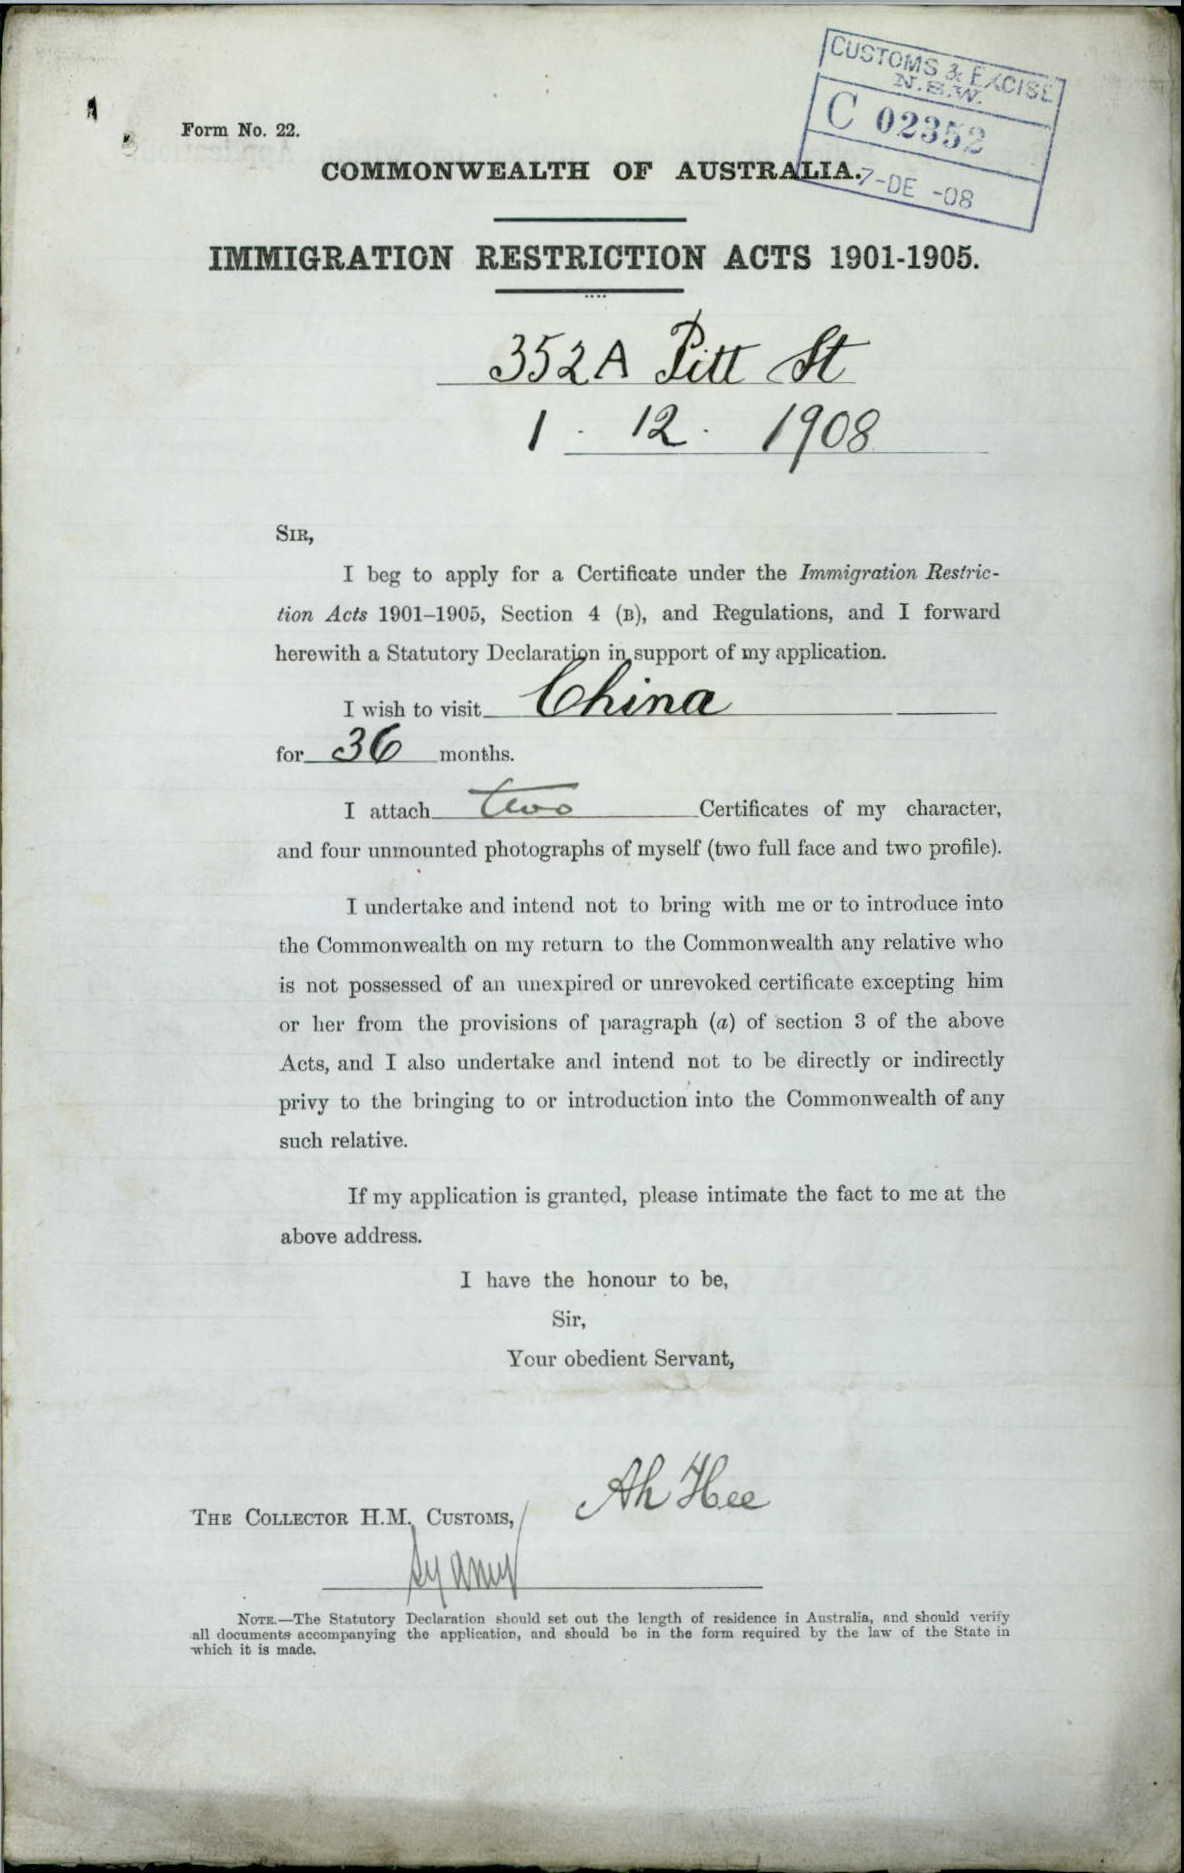 CUSTOMS & EXCISE
N.S.W.
C 02352
7-DE -08
Form No. 22.
COMMONWEALTH OF AUSTRALIA.
IMMIGRATION RESTRICTION ACTS 1901-1905.
352A Pitt St
1 . 12 . 1908
SIR,
I beg to apply for a Certificate under the Immigration Restric-
tion Acts 1901–1905, Section 4 (B), and Regulations, and I forward
herewith a Statutory Declaration in support of my application.
I wish to visit China
for 36 months.
I attach two Certificates of my character,
and four unmounted photographs of myself (two full face and two profile).
I undertake and intend not to bring with me or to introduce into
the Commonwealth on my return to the Commonwealth any relative who
is not possessed of an unexpired or unrevoked certificate excepting him
or her from the provisions of paragraph (a) of section 3 of the above
Acts, and I also undertake and intend not to be directly or indirectly
privy to the bringing to or introduction into the Commonwealth of any
such relative.
If my application is granted, please intimate the fact to me at the
above address.
I have the honour to be,
Sir,
Your obedient Servant,
Ah Hee
THE COLLECTOR H.M. CUSTOMS,
Sydney
NOTE.—The Statutory Declaration should set out the length of residence in Australia, and should verify
all documents accompanying the application, and should be in the form required by the law of the State in
which it is made.